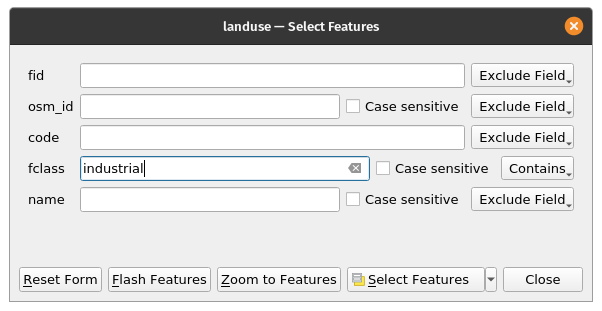 landuse — Select Features
fid Exclude Field
osm_id Case sensitive Exclude Field
code Exclude Field
fclass industrial Case sensitive Contains
name Case sensitive Exclude Field
Reset Form Flash Features Zoom to Features Select Features Close